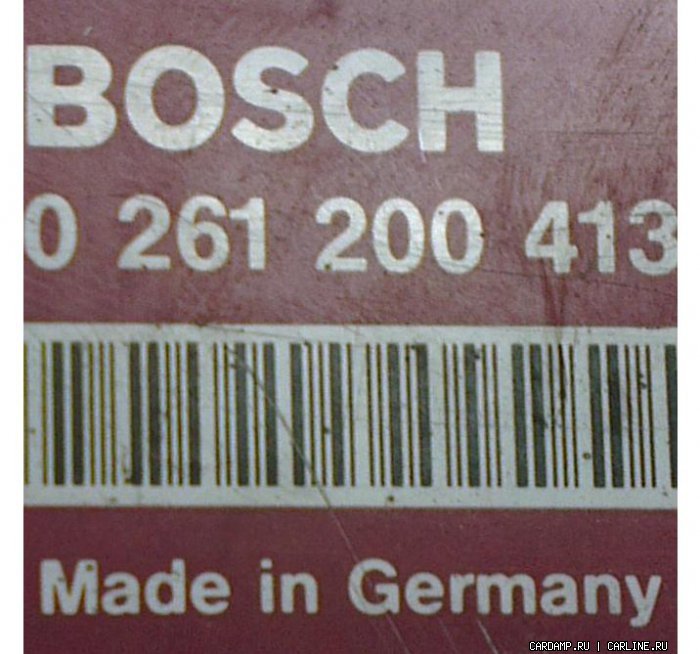 BOSCH
0 261 200 413
Made in Germany
CARDAMP.RU | CARLINE.RU